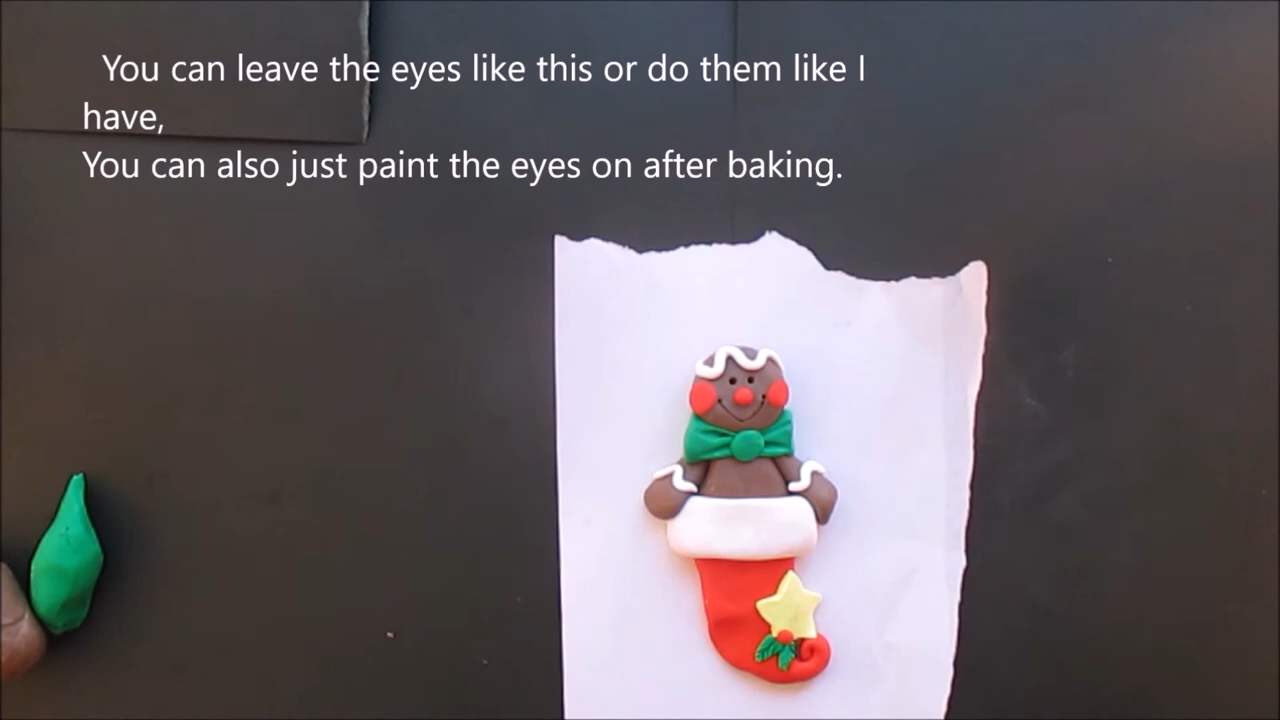 You can leave the eyes like this or do them like I
have,
You can also just paint the eyes on after baking.